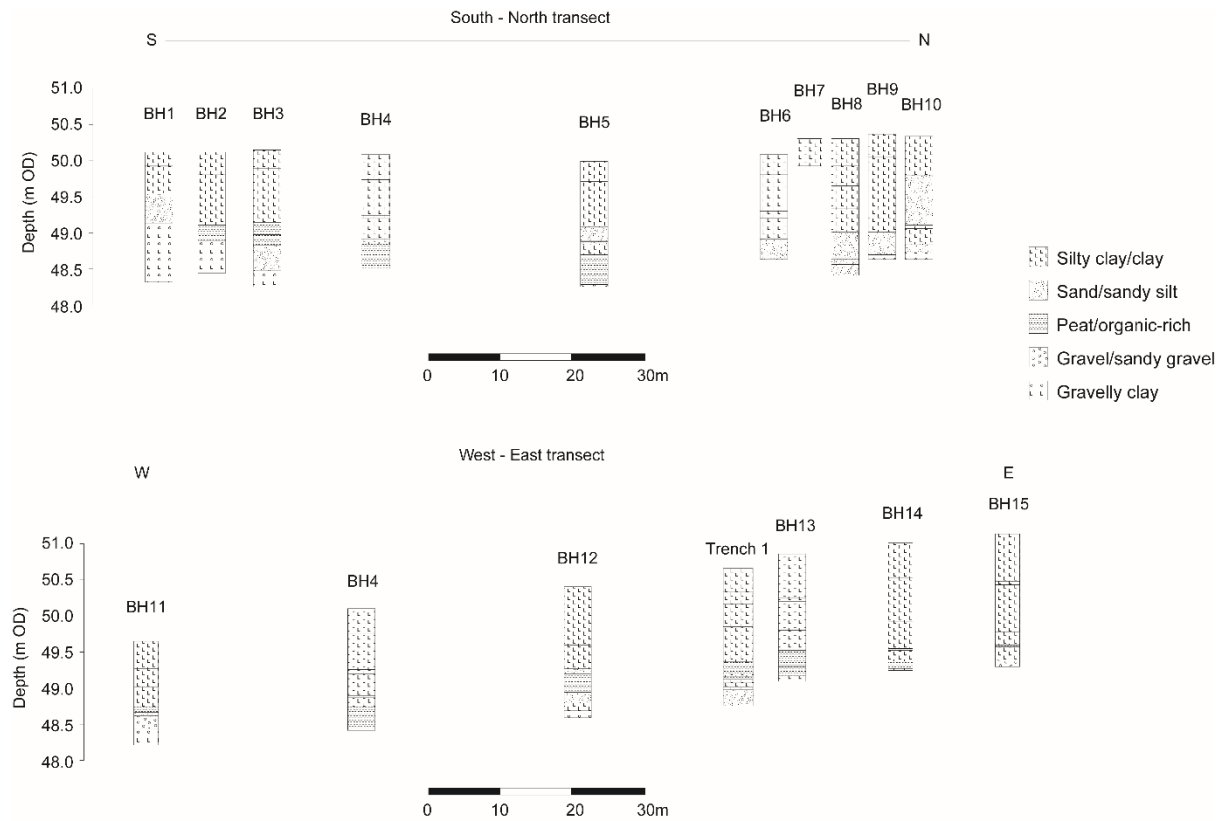 South - North transect
S N
51.0
50.5
50.0
49.5
49.0
48.5
48.0
Depth (m OD)
BH1 BH2 BH3 BH4 BH5 BH6 BH7 BH8 BH9 BH10
Silty clay/clay
Sand/sandy silt
Peat/organic-rich
Gravel/sandy gravel
Gravelly clay
0 10 20 30m
West - East transect
W E
51.0
50.5
50.0
49.5
49.0
48.5
48.0
Depth (m OD)
BH11 BH4 BH12 Trench 1 BH13 BH14 BH15
0 10 20 30m